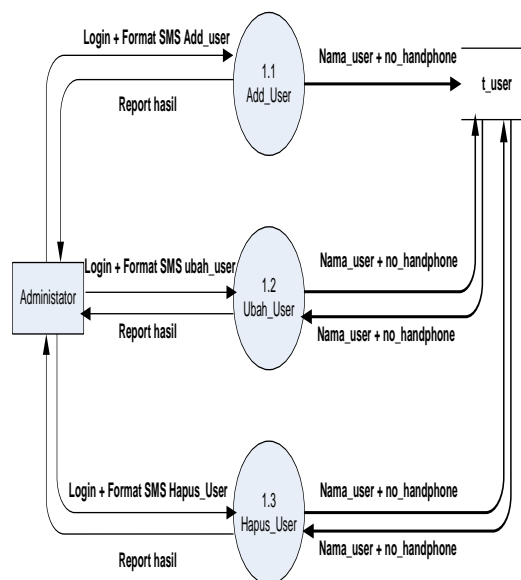 Login + Format SMS Add_user
Nama_user + no_handphone
1.1
Add_User
t_user
Report hasil
Nama_user + no_handphone
Login + Format SMS ubah_user
1.2
Ubah_User
Administator
Report hasil
Nama_user + no_handphone
Login + Format SMS Hapus_User
Nama_user + no_handphone
1.3
Hapus_User
Report hasil
Nama_user + no_handphone